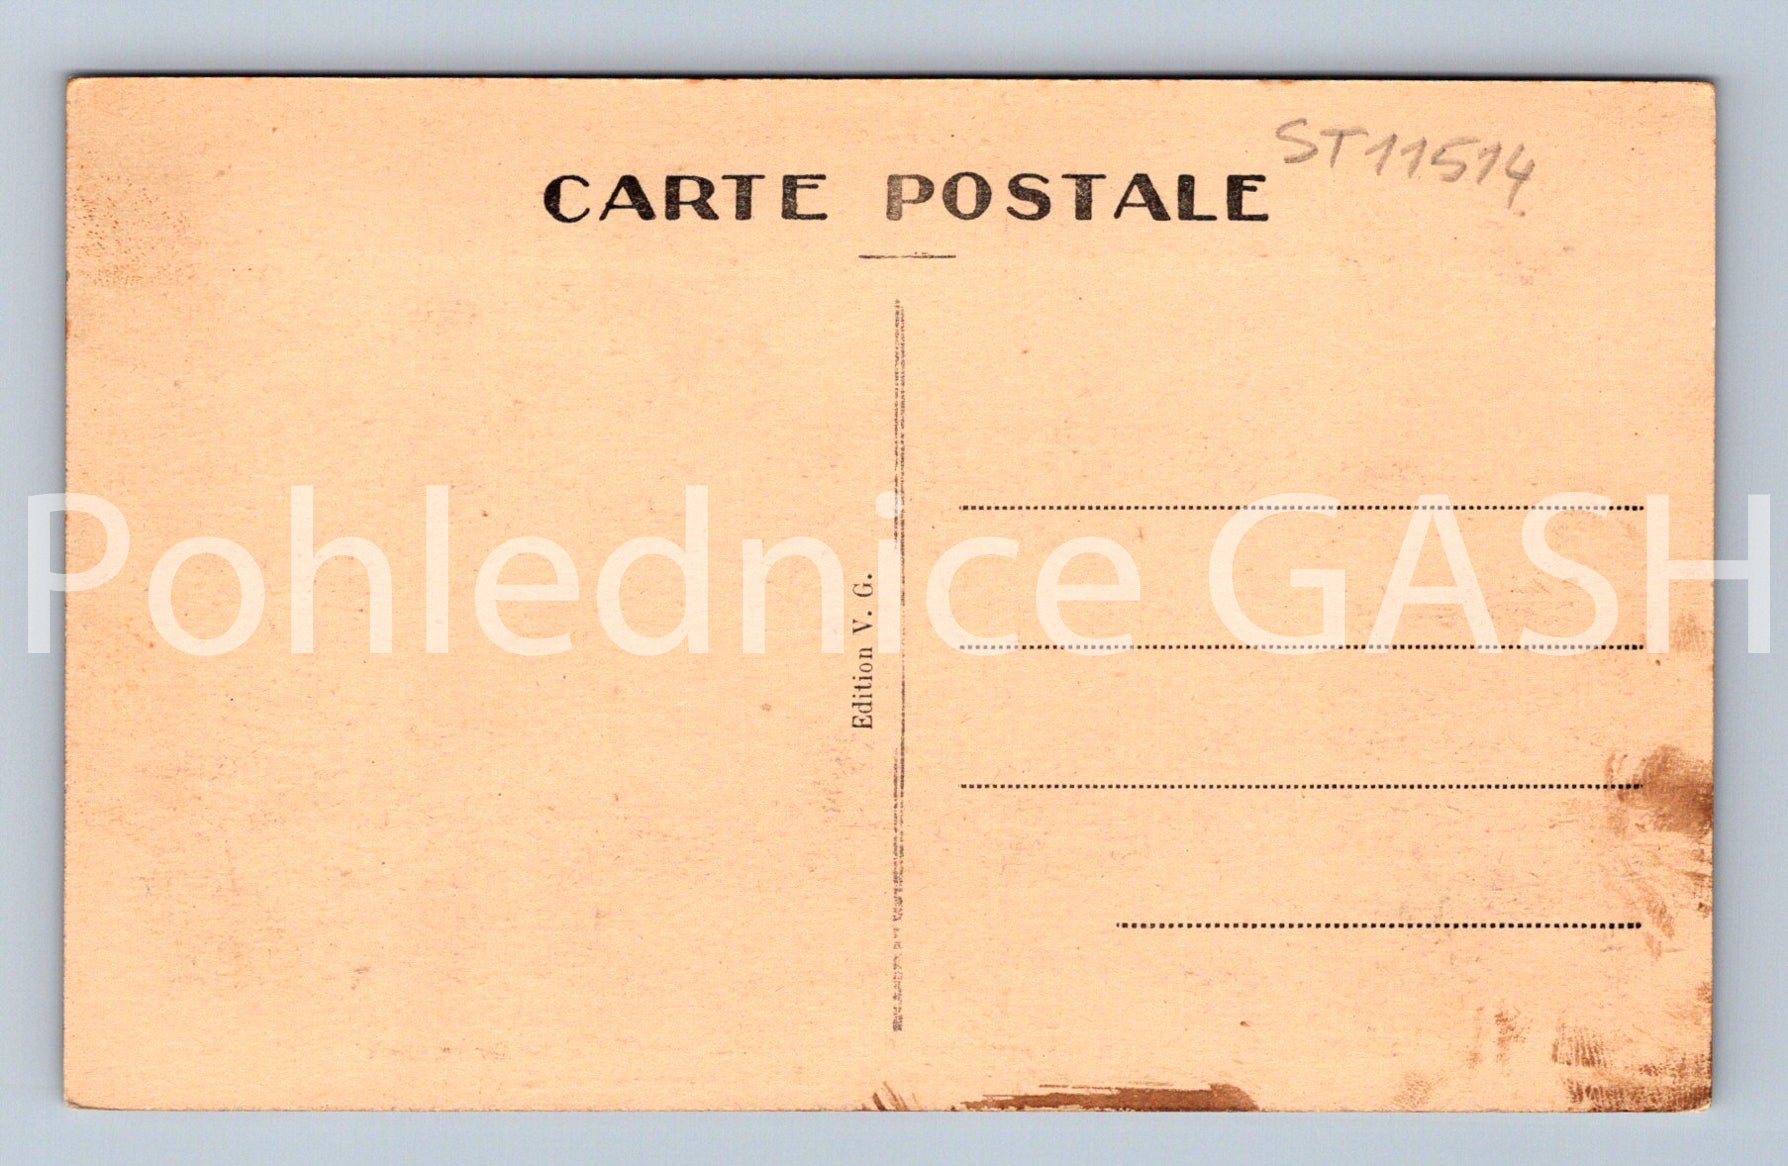 ST11514
CARTE POSTALE
Pohlednice GASH
Edition V. G.